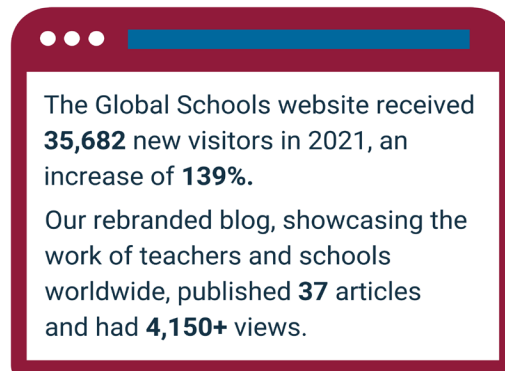 The Global Schools website received
35,682 new visitors in 2021, an
increase of 139%.
Our rebranded blog, showcasing the
work of teachers and schools
worldwide, published 37 articles
and had 4,150+ views.